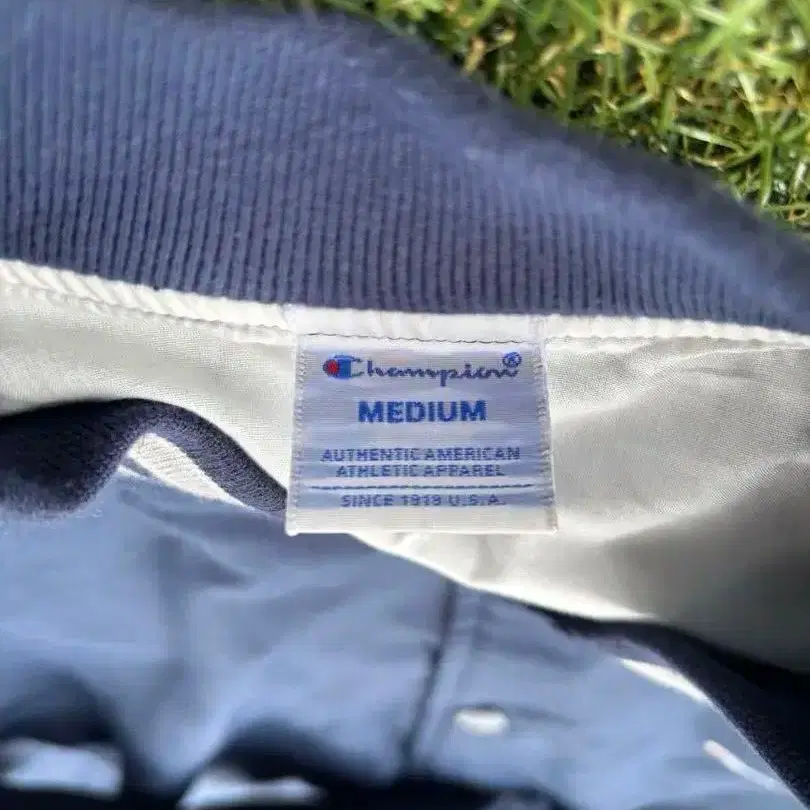 Champion®
MEDIUM
AUTHENTIC AMERICAN
ATHLETIC APPAREL
SINCE 1919 U.S.A.